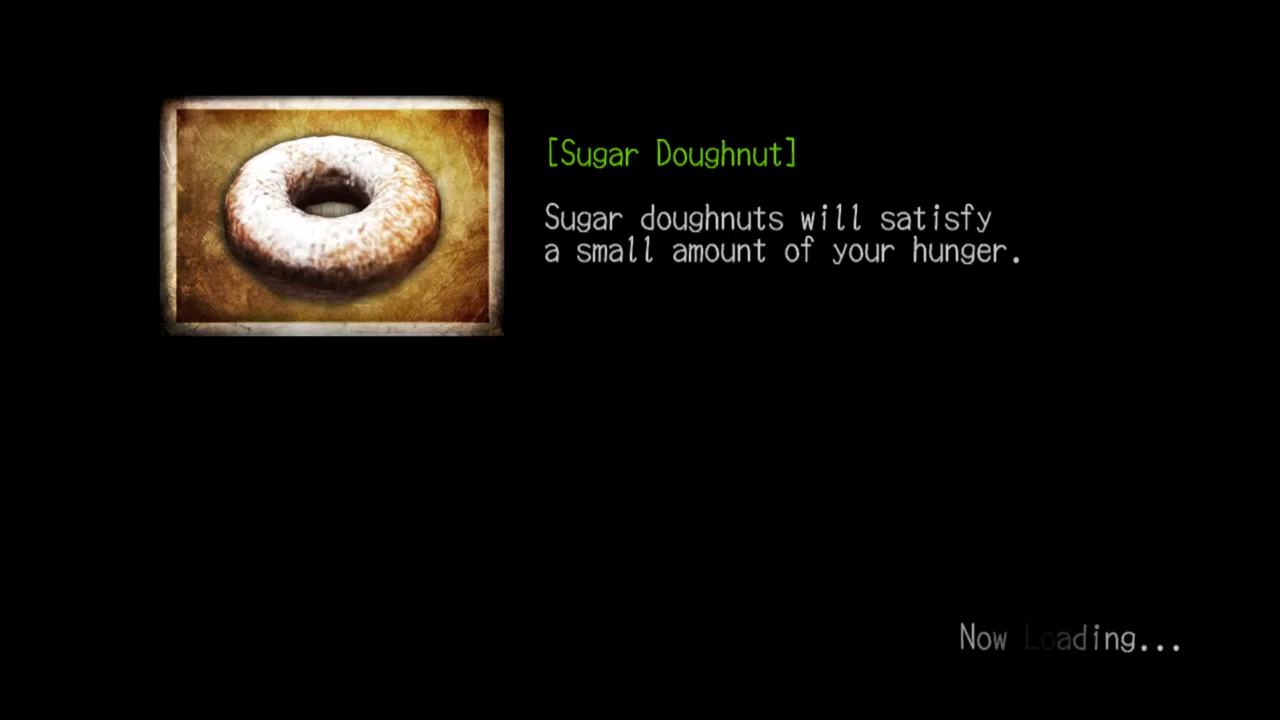 [Sugar Doughnut]
Sugar doughnuts will satisfy
a small amount of your hunger.
Now Loading...